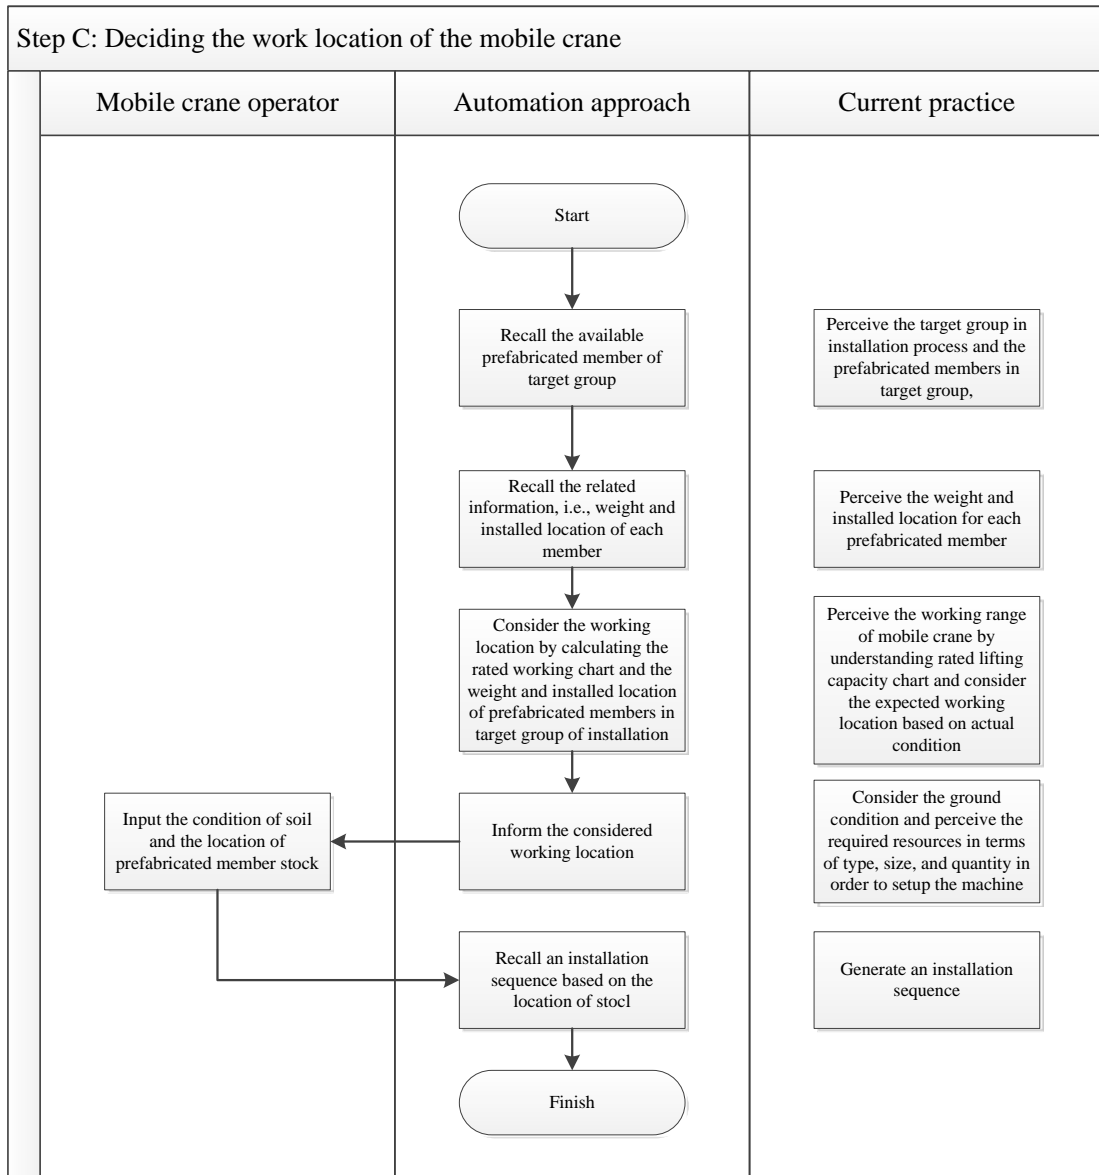 Step C: Deciding the work location of the mobile crane
Mobile crane operator
Automation approach
Current practice
Start
Recall the available
prefabricated member of
target group
Perceive the target group in
installation process and the
prefabricated members in
target group,
Recall the related
information, i.e., weight and
installed location of each
member
Perceive the weight and
installed location for each
prefabricated member
Consider the working
location by calculating the
rated working chart and the
weight and installed location
of prefabricated members in
target group of installation
Perceive the working range
of mobile crane by
understanding rated lifting
capacity chart and consider
the expected working
location based on actual
condition
Input the condition of soil
and the location of
prefabricated member stock
Inform the considered
working location
Consider the ground
condition and perceive the
required resources in terms
of type, size, and quantity in
order to setup the machine
Recall an installation
sequence based on the
location of stocl
Generate an installation
sequence
Finish